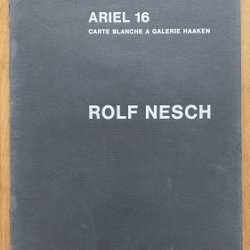 ARIEL 16
CARTE BLANCHE A GALERIE HAAKEN
ROLF NESCH